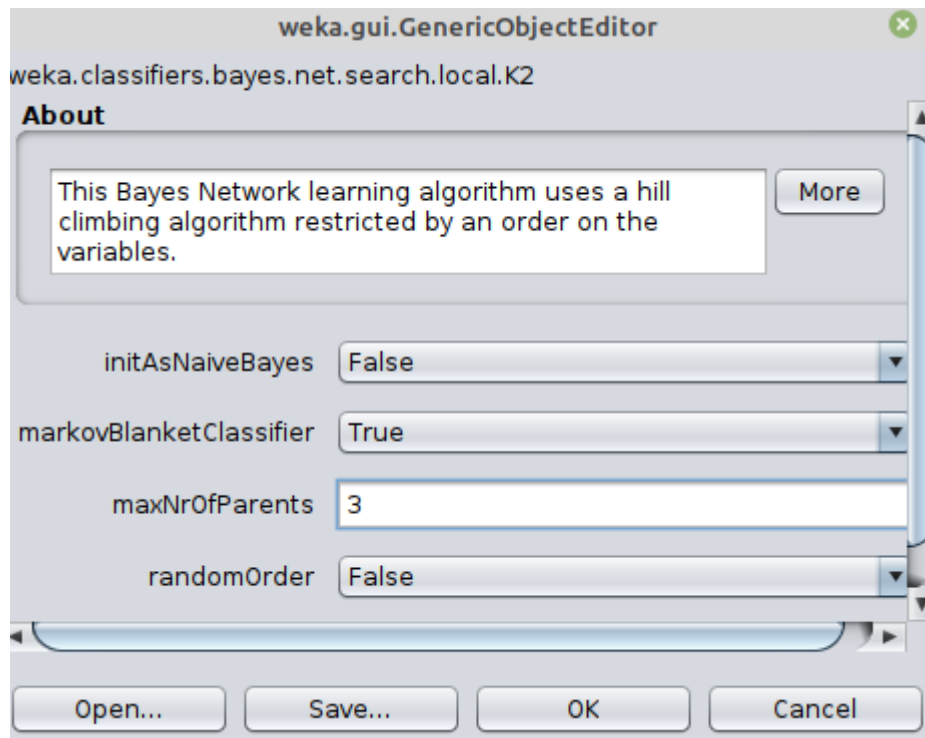 weka.gui.GenericObjectEditor
weka.classifiers.bayes.net.search.local.K2
About
This Bayes Network learning algorithm uses a hill
climbing algorithm restricted by an order on the
variables.
More
initAsNaiveBayes False
markovBlanketClassifier True
maxNrOfParents 3
randomOrder False
Open... Save... OK Cancel